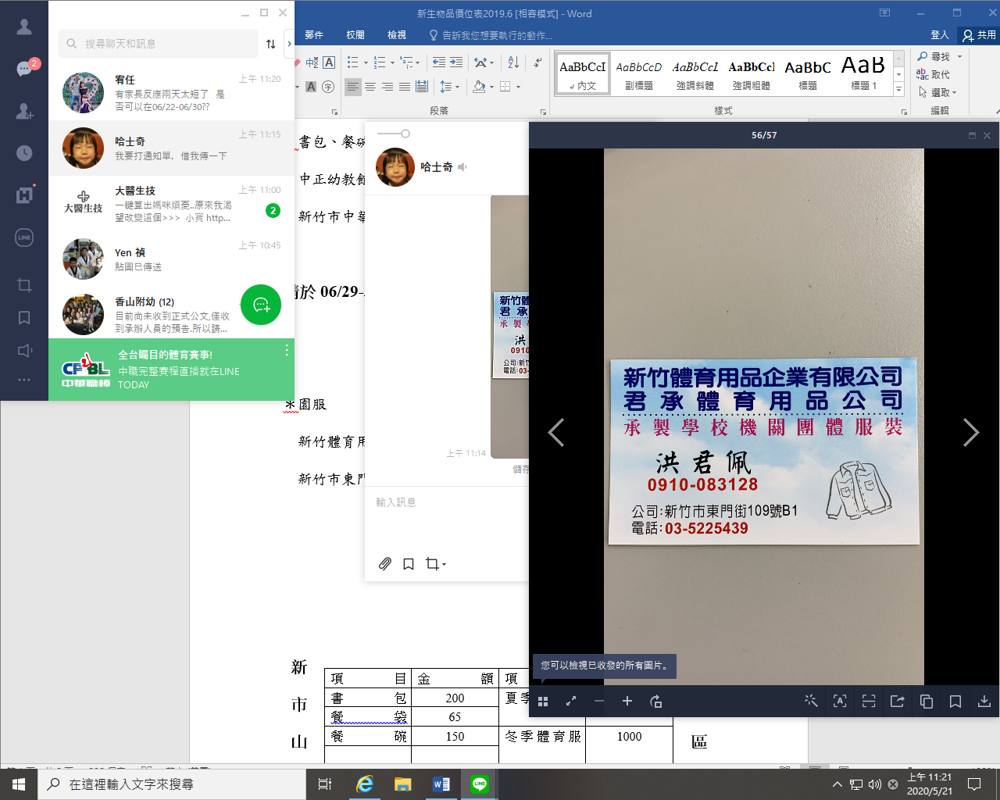 新生物品價位表2019.6 [相容模式] - Word
郵件
校閱
檢視
告訴我您想要執行的動作...
登入
共用
搜尋聊天和訊息
2
宥任
上午 11:20
有家長反應兩天太短了 是
否可以在06/22-06/30??
哈士奇
上午 11:15
我要打通知單，借我傳一下
大醫生技
大醫生技
上午 11:00
一鍵算出媽咪煩憂..原來我渴
望改變這個>>> 小寶 http...
2
Yen 禎
上午 10:45
貼圖已傳送
香山附幼 (12)
目前尚未收到正式公文,僅收
到承辦人員的預告.所以請...
LINE
CPBL
中華職棒
全台矚目的體育賽事!
中職完整賽程直播就在LINE
TODAY
AaBbCcI
內文
AaBbCcD
副標題
AaBbCcL
強調斜體
AaBbCcI
強調粗體
AaBbC
標題
AaB
標題 1
尋找
取代
選取
段落
樣式
編輯
書包、餐碗
中正幼教館
新竹市中華
請於 06/29-
＊園服
新竹體育用
新竹市東門
哈士奇
上午 11:14
儲存
輸入訊息
56/57
新竹體育用品企業有限公司
君承體育用品公司
承製學校機關團體服裝
洪君佩
0910-083128
公司:新竹市東門街109號B1
電話:03-5225439
您可以檢視已收發的所有圖片。
新
市
山
區
項目 金額 項
書包 200 夏季
餐袋 65
餐碗 150 冬季體育服 1000
在這裡輸入文字來搜尋
LINE
上午 11:21
2020/5/21